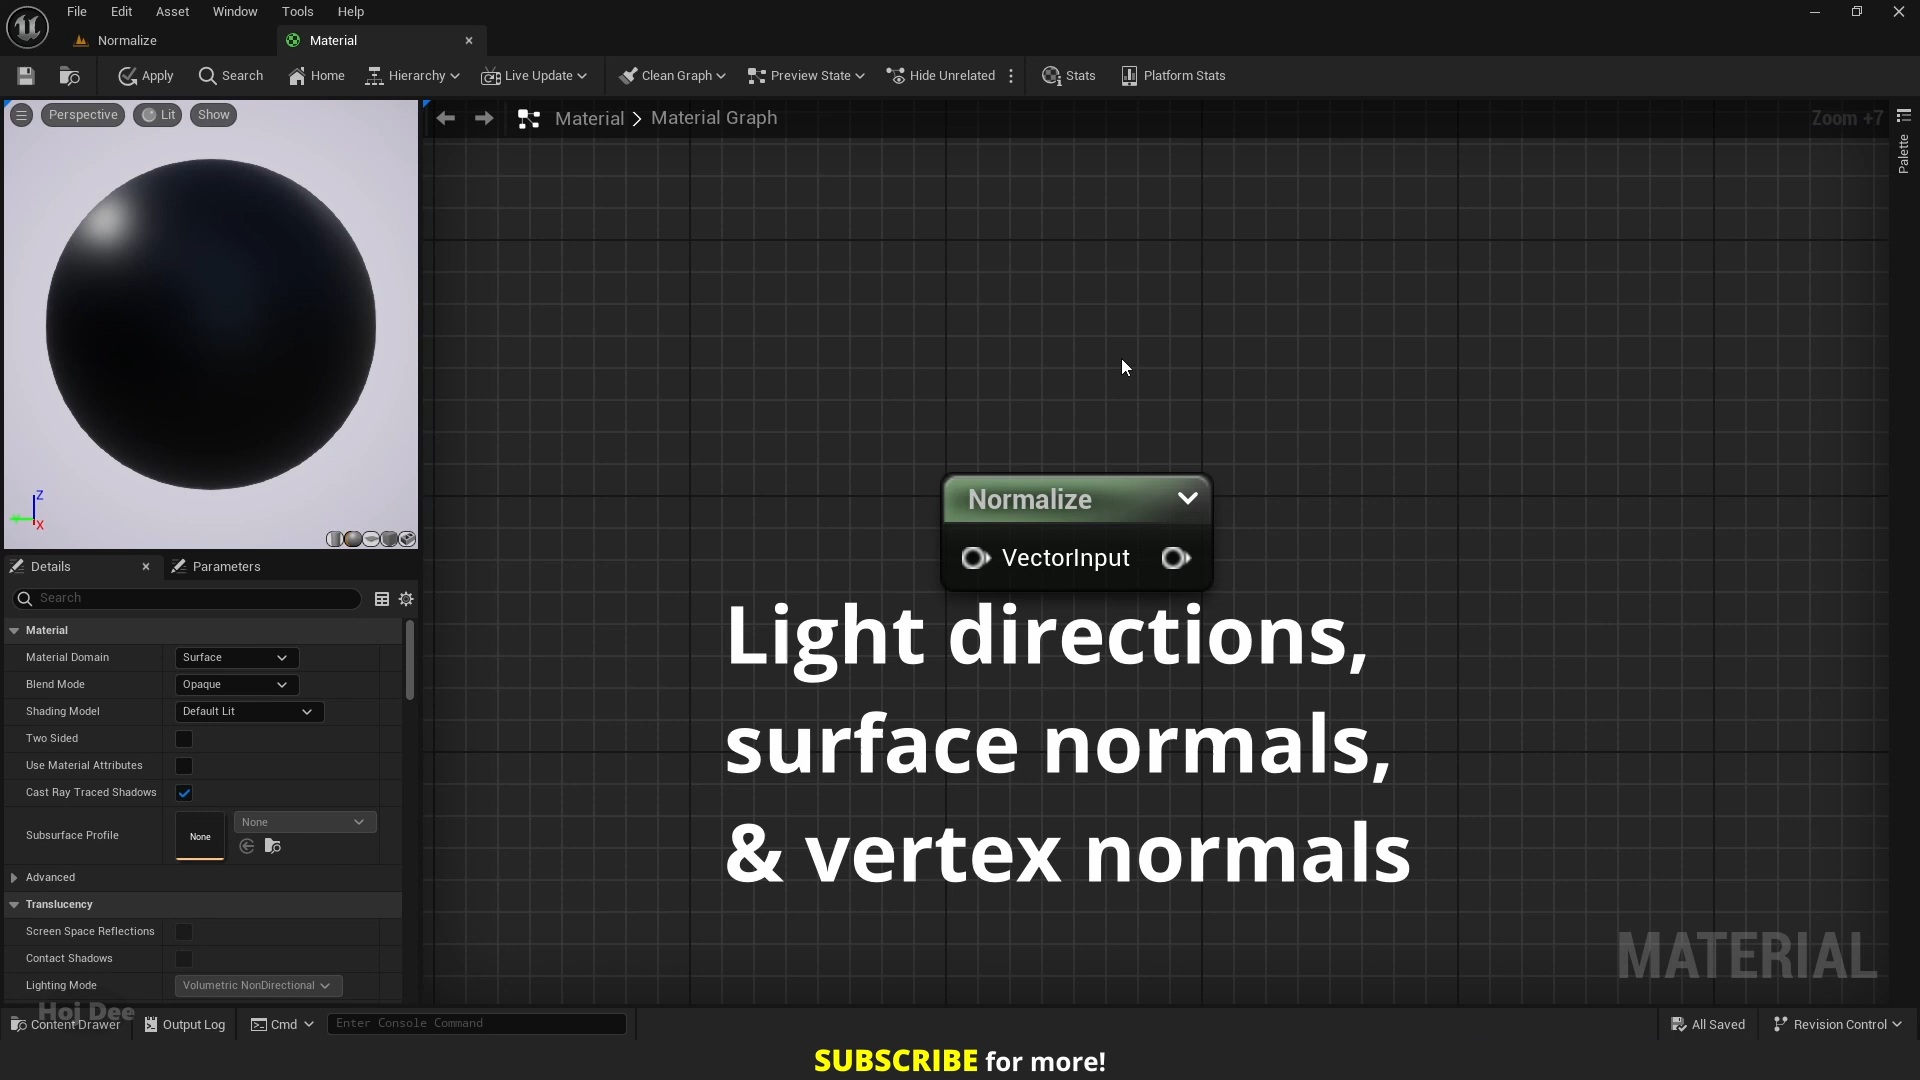 File Edit Asset Window Tools Help
Normalize Material
Apply Search Home Hierarchy Live Update Clean Graph Preview State Hide Unrelated Stats Platform Stats
Perspective Lit Show
Material > Material Graph
Zoom +7
Palette
Z
X
Normalize
VectorInput
Light directions,
surface normals,
& vertex normals
MATERIAL
Details Parameters
Search
Material
Material Domain Surface
Blend Mode Opaque
Shading Model Default Lit
Two Sided
Use Material Attributes
Cast Ray Traced Shadows
Subsurface Profile None None
Advanced
Translucency
Screen Space Reflections
Contact Shadows
Lighting Mode Volumetric NonDirectional
Hoj Dee
Content Drawer Output Log Cmd Enter Console Command All Saved Revision Control
SUBSCRIBE for more!